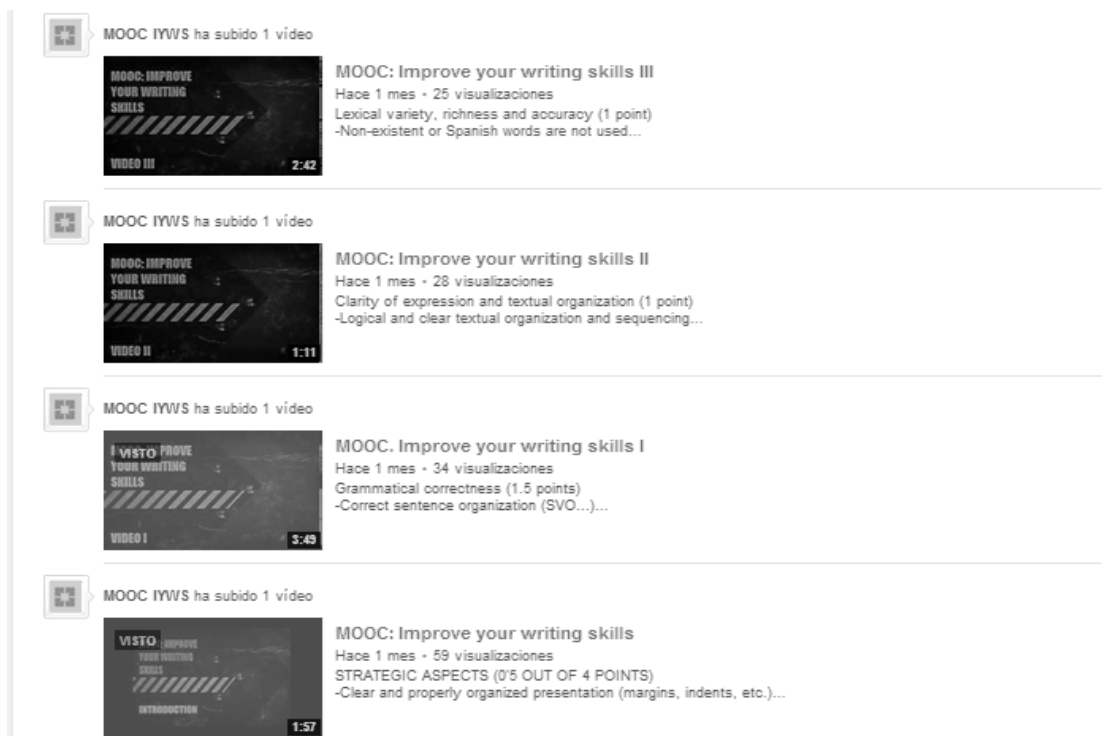 MOOC IYWS ha subido 1 vídeo
MOOC: IMPROVE
YOUR WRITING
SKILLS
VIDEO III
2:42
MOOC: Improve your writing skills III
Hace 1 mes • 25 visualizaciones
Lexical variety, richness and accuracy (1 point)
-Non-existent or Spanish words are not used...
MOOC IYWS ha subido 1 vídeo
MOOC: IMPROVE
YOUR WRITING
SKILLS
VIDEO II
1:11
MOOC: Improve your writing skills II
Hace 1 mes • 28 visualizaciones
Clarity of expression and textual organization (1 point)
-Logical and clear textual organization and sequencing...
MOOC IYWS ha subido 1 vídeo
VISTO
YOUR WRITING
SKILLS
VIDEO I
3:49
MOOC. Improve your writing skills I
Hace 1 mes • 34 visualizaciones
Grammatical correctness (1.5 points)
-Correct sentence organization (SVO...)...
MOOC IYWS ha subido 1 vídeo
VISTO
IMPROVE
YOUR WRITING
SKILLS
INTRODUCTION
1:57
MOOC: Improve your writing skills
Hace 1 mes • 59 visualizaciones
STRATEGIC ASPECTS (0'5 OUT OF 4 POINTS)
-Clear and properly organized presentation (margins, indents, etc.)...